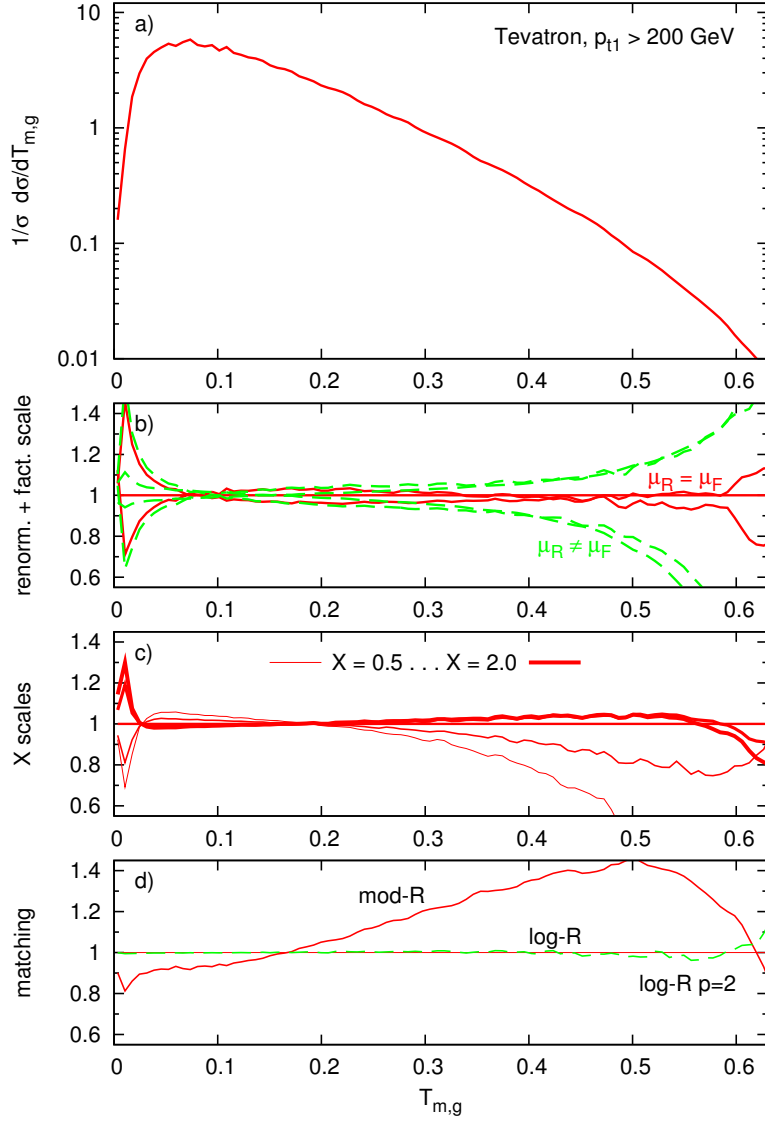 a)
Tevatron, p_{t1} > 200 GeV
10
1
0.1
0.01
1/σ dσ/dT_{m,g}
0 0.1 0.2 0.3 0.4 0.5 0.6
b)
1.4
1.2
1
0.8
0.6
renorm. + fact. scale
μ_R = μ_F
μ_R ≠ μ_F
0 0.1 0.2 0.3 0.4 0.5 0.6
c)
X = 0.5 . . . X = 2.0
1.4
1.2
1
0.8
0.6
X scales
0 0.1 0.2 0.3 0.4 0.5 0.6
d)
1.4
1.2
1
0.8
0.6
matching
mod-R
log-R
log-R p=2
0 0.1 0.2 0.3 0.4 0.5 0.6
T_{m,g}